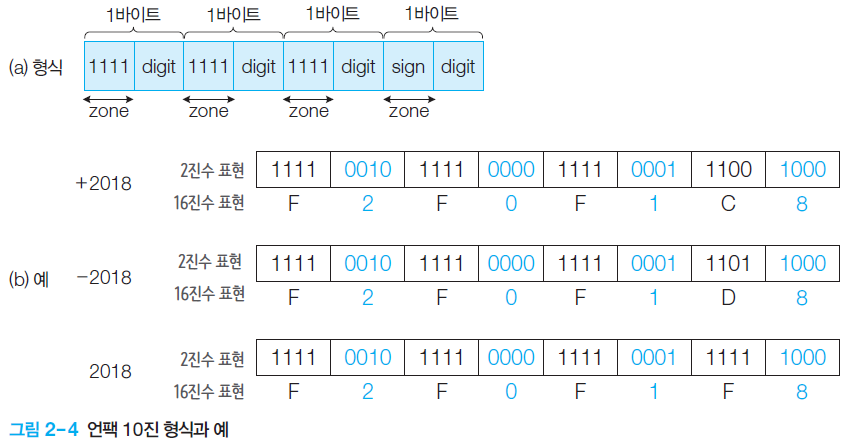 1바이트 1바이트 1바이트 1바이트
(a) 형식 1111 digit 1111 digit 1111 digit sign digit
zone zone zone zone
2진수 표현 1111 0010 1111 0000 1111 0001 1100 1000
+2018
16진수 표현 F 2 F 0 F 1 C 8
2진수 표현 1111 0010 1111 0000 1111 0001 1101 1000
(b) 예 −2018
16진수 표현 F 2 F 0 F 1 D 8
2진수 표현 1111 0010 1111 0000 1111 0001 1111 1000
2018
16진수 표현 F 2 F 0 F 1 F 8
그림 2-4 언팩 10진 형식과 예